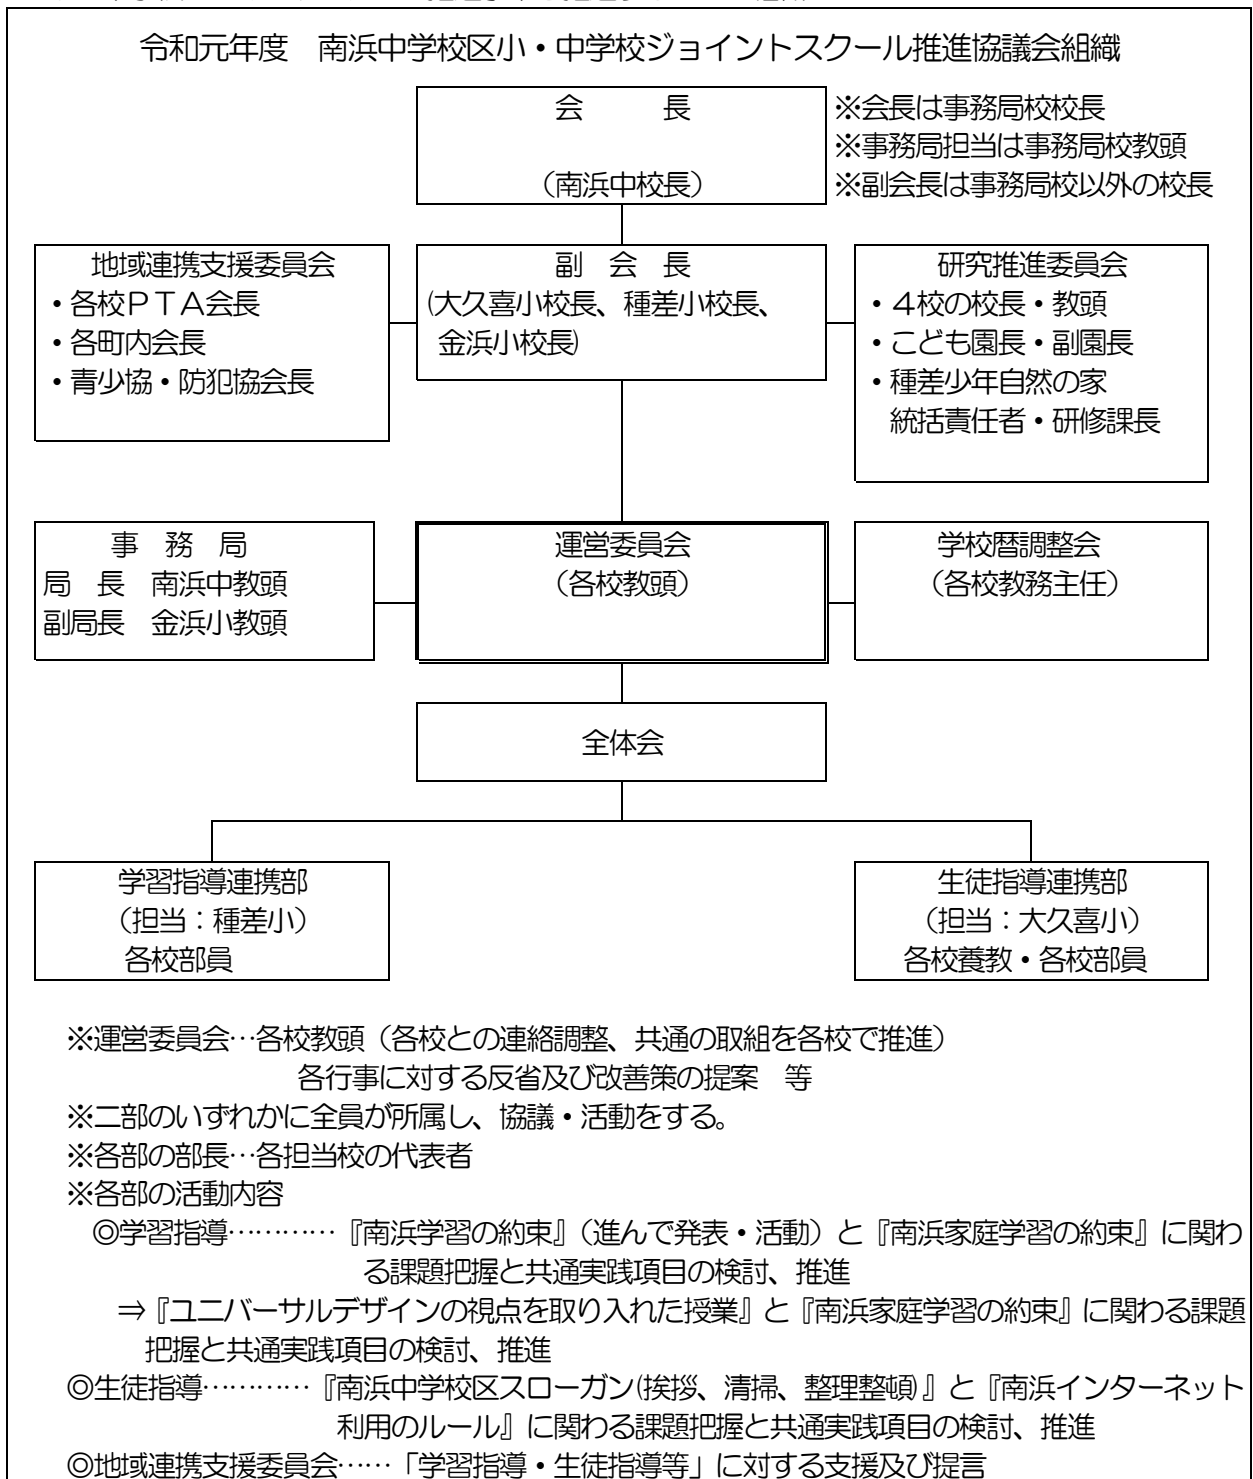 令和元年度　南浜中学校区小・中学校ジョイントスクール推進協議会組織
会　　　長
（南浜中校長）
※会長は事務局校校長
※事務局担当は事務局校教頭
※副会長は事務局校以外の校長
地域連携支援委員会
・各校ＰＴＡ会長
・各町内会長
・青少協・防犯協会長
副　会　長
(大久喜小校長、種差小校長、
金浜小校長)
研究推進委員会
・４校の校長・教頭
・こども園長・副園長
・種差少年自然の家
統括責任者・研修課長
事　務　局
局　長　南浜中教頭
副局長　金浜小教頭
運営委員会
（各校教頭）
学校暦調整会
（各校教務主任）
全体会
学習指導連携部
（担当：種差小）
各校部員
生徒指導連携部
（担当：大久喜小）
各校養教・各校部員
※運営委員会…各校教頭（各校との連絡調整、共通の取組を各校で推進）
各行事に対する反省及び改善策の提案　等
※二部のいずれかに全員が所属し、協議・活動をする。
※各部の部長…各担当校の代表者
※各部の活動内容
◎学習指導…………『南浜学習の約束』（進んで発表・活動）と『南浜家庭学習の約束』に関わ
る課題把握と共通実践項目の検討、推進
⇒『ユニバーサルデザインの視点を取り入れた授業』と『南浜家庭学習の約束』に関わる課題
把握と共通実践項目の検討、推進
◎生徒指導…………『南浜中学校区スローガン(挨拶、清掃、整理整頓)』と『南浜インターネット
利用のルール』に関わる課題把握と共通実践項目の検討、推進
◎地域連携支援委員会……「学習指導・生徒指導等」に対する支援及び提言